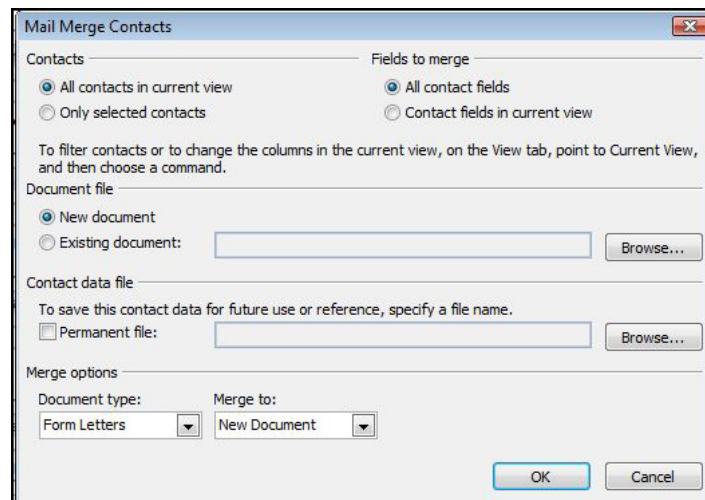 Mail Merge Contacts
Contacts
Fields to merge
All contacts in current view
All contact fields
Only selected contacts
Contact fields in current view
To filter contacts or to change the columns in the current view, on the View tab, point to Current View,
and then choose a command.
Document file
New document
Existing document:
Browse...
Contact data file
To save this contact data for future use or reference, specify a file name.
Permanent file:
Browse...
Merge options
Document type:
Merge to:
Form Letters
New Document
OK
Cancel